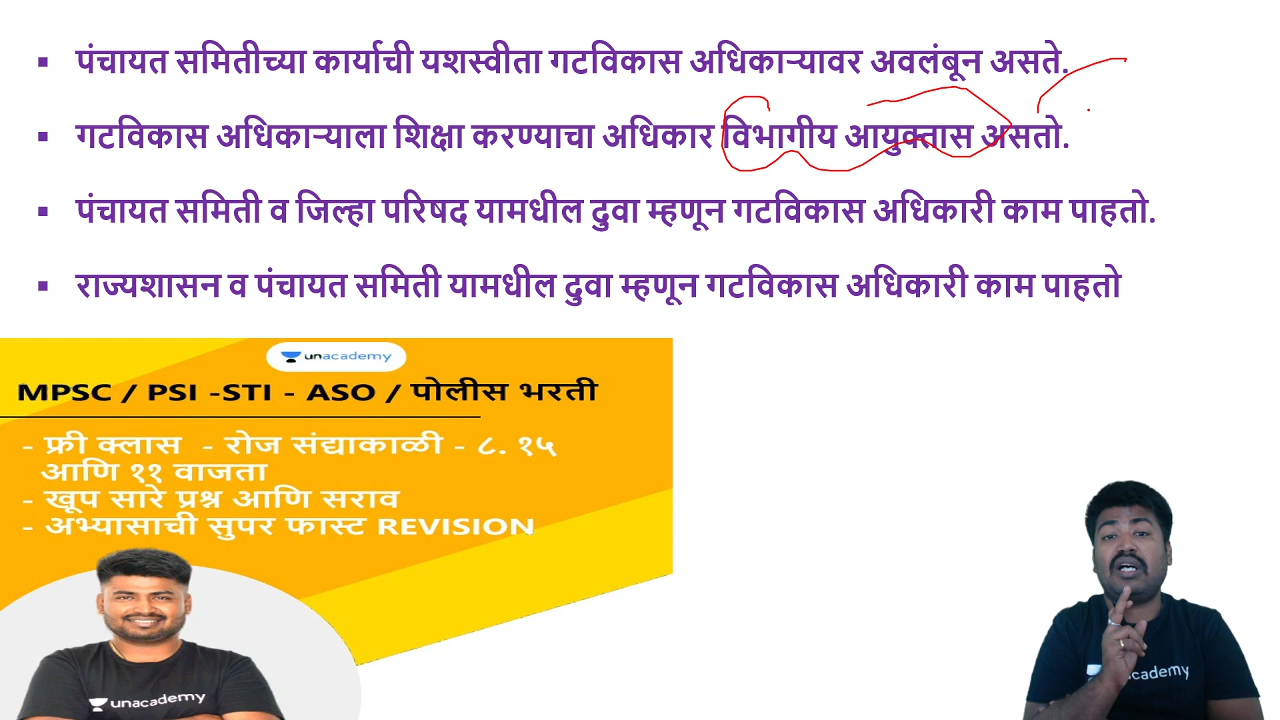 ▪ पंचायत समितीच्या कार्याची यशस्वीता गटविकास अधिकाऱ्यावर अवलंबून असते.
▪ गटविकास अधिकाऱ्याला शिक्षा करण्याचा अधिकार विभागीय आयुक्तास असतो.
▪ पंचायत समिती व जिल्हा परिषद यामधील दुवा म्हणून गटविकास अधिकारी काम पाहतो.
▪ राज्यशासन व पंचायत समिती यामधील दुवा म्हणून गटविकास अधिकारी काम पाहतो
unacademy
MPSC / PSI -STI - ASO / पोलीस भरती
- फ्री क्लास - रोज संद्याकाळी - ८. १५
आणि ११ वाजता
- खूप सारे प्रश्न आणि सराव
- अभ्यासाची सुपर फास्ट REVISION
unacademy
academy